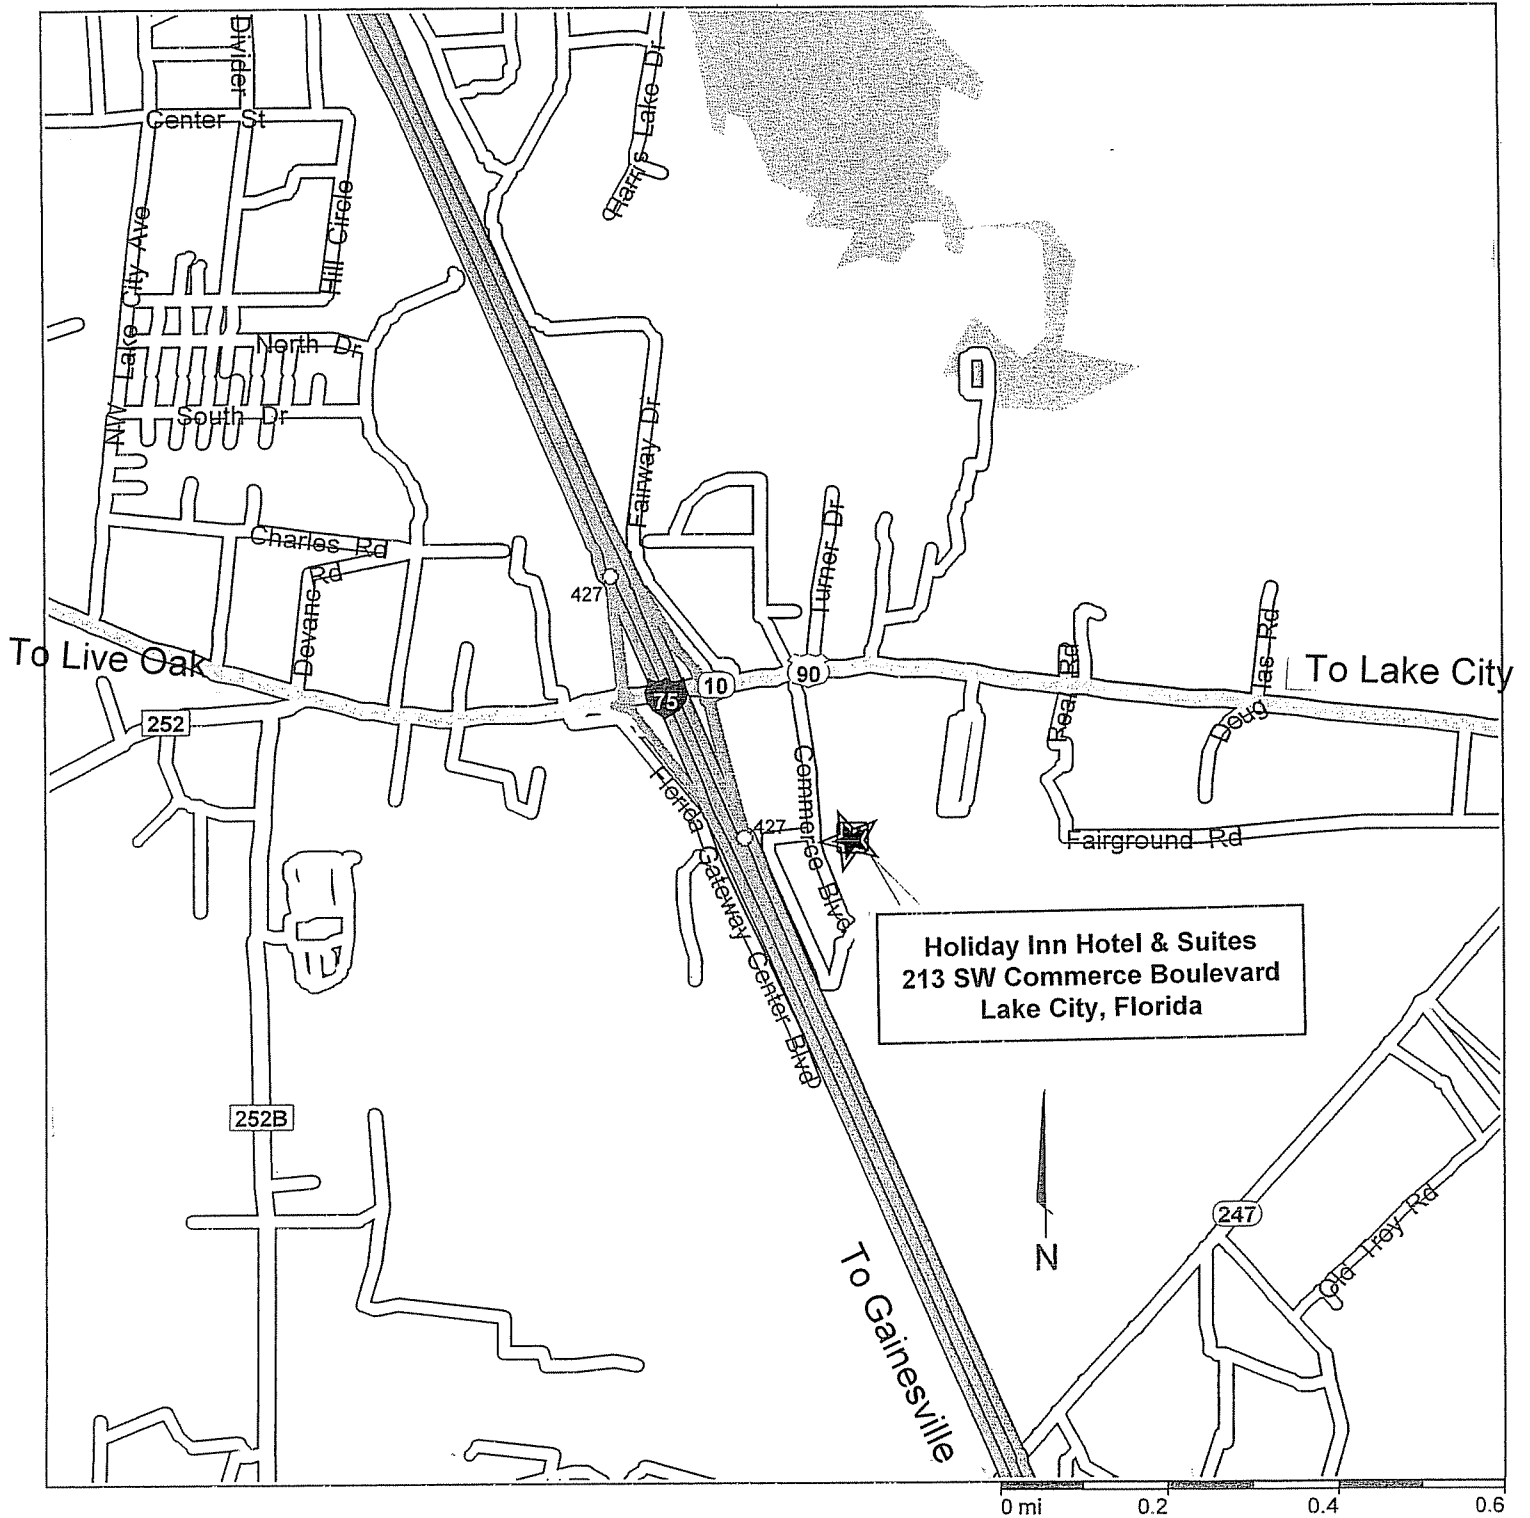 Divider
Center St
Harris Lake Dr
Hill Circle
NW Lake City Ave
North Dr
South Dr
Fairway Dr
Charles Rd
Turner Dr
427
Devane Rd
To Live Oak
To Lake City
Real Rd
Douglas Rd
252
75
10
90
Florida Gateway Center Blvd
Commerce Blvd
427
Fairground Rd
Holiday Inn Hotel & Suites
213 SW Commerce Boulevard
Lake City, Florida
252B
N
247
Old Troy Rd
To Gainesville
0 mi 0.2 0.4 0.6